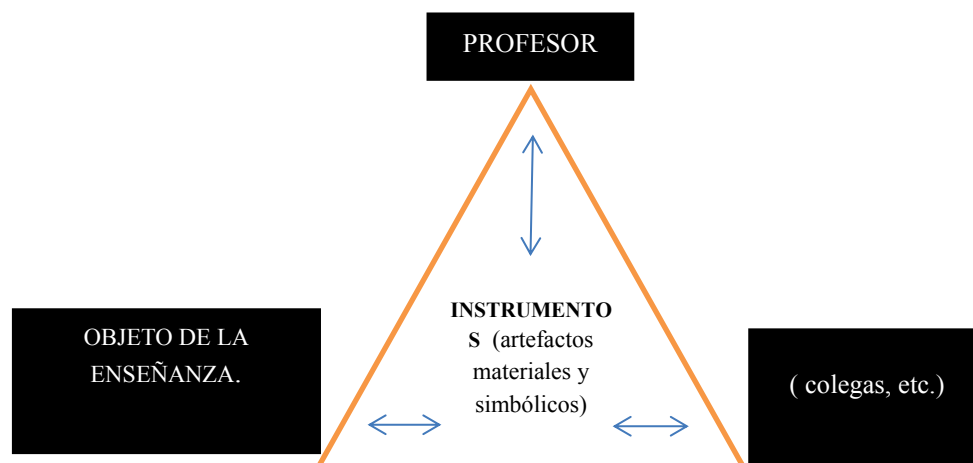 PROFESOR
OBJETO DE LA
ENSEÑANZA.
INSTRUMENTO
S (artefactos
materiales y
simbólicos)
( colegas, etc.)